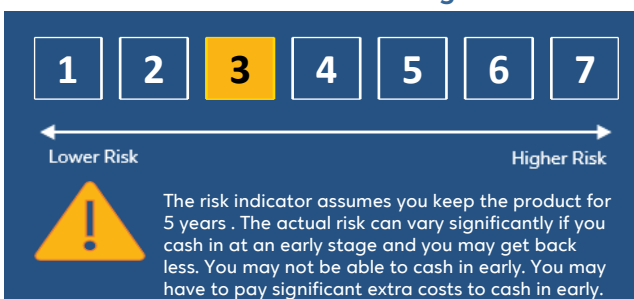 1 2 3 4 5 6 7
Lower Risk Higher Risk
The risk indicator assumes you keep the product for
5 years . The actual risk can vary significantly if you
cash in at an early stage and you may get back
less. You may not be able to cash in early. You may
have to pay significant extra costs to cash in early.